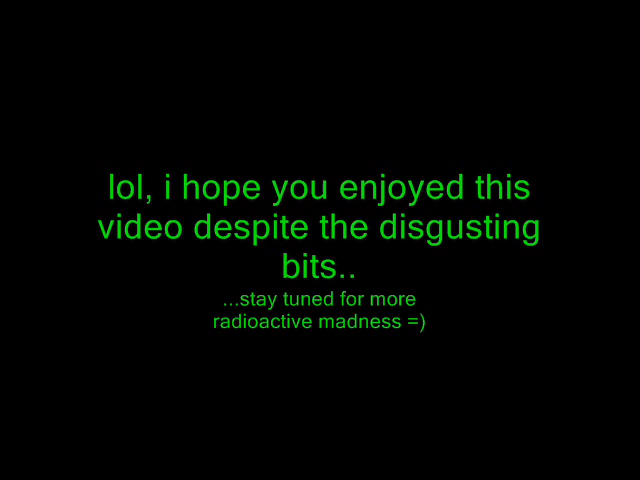 lol, i hope you enjoyed this
video despite the disgusting
bits..
...stay tuned for more
radioactive madness =)